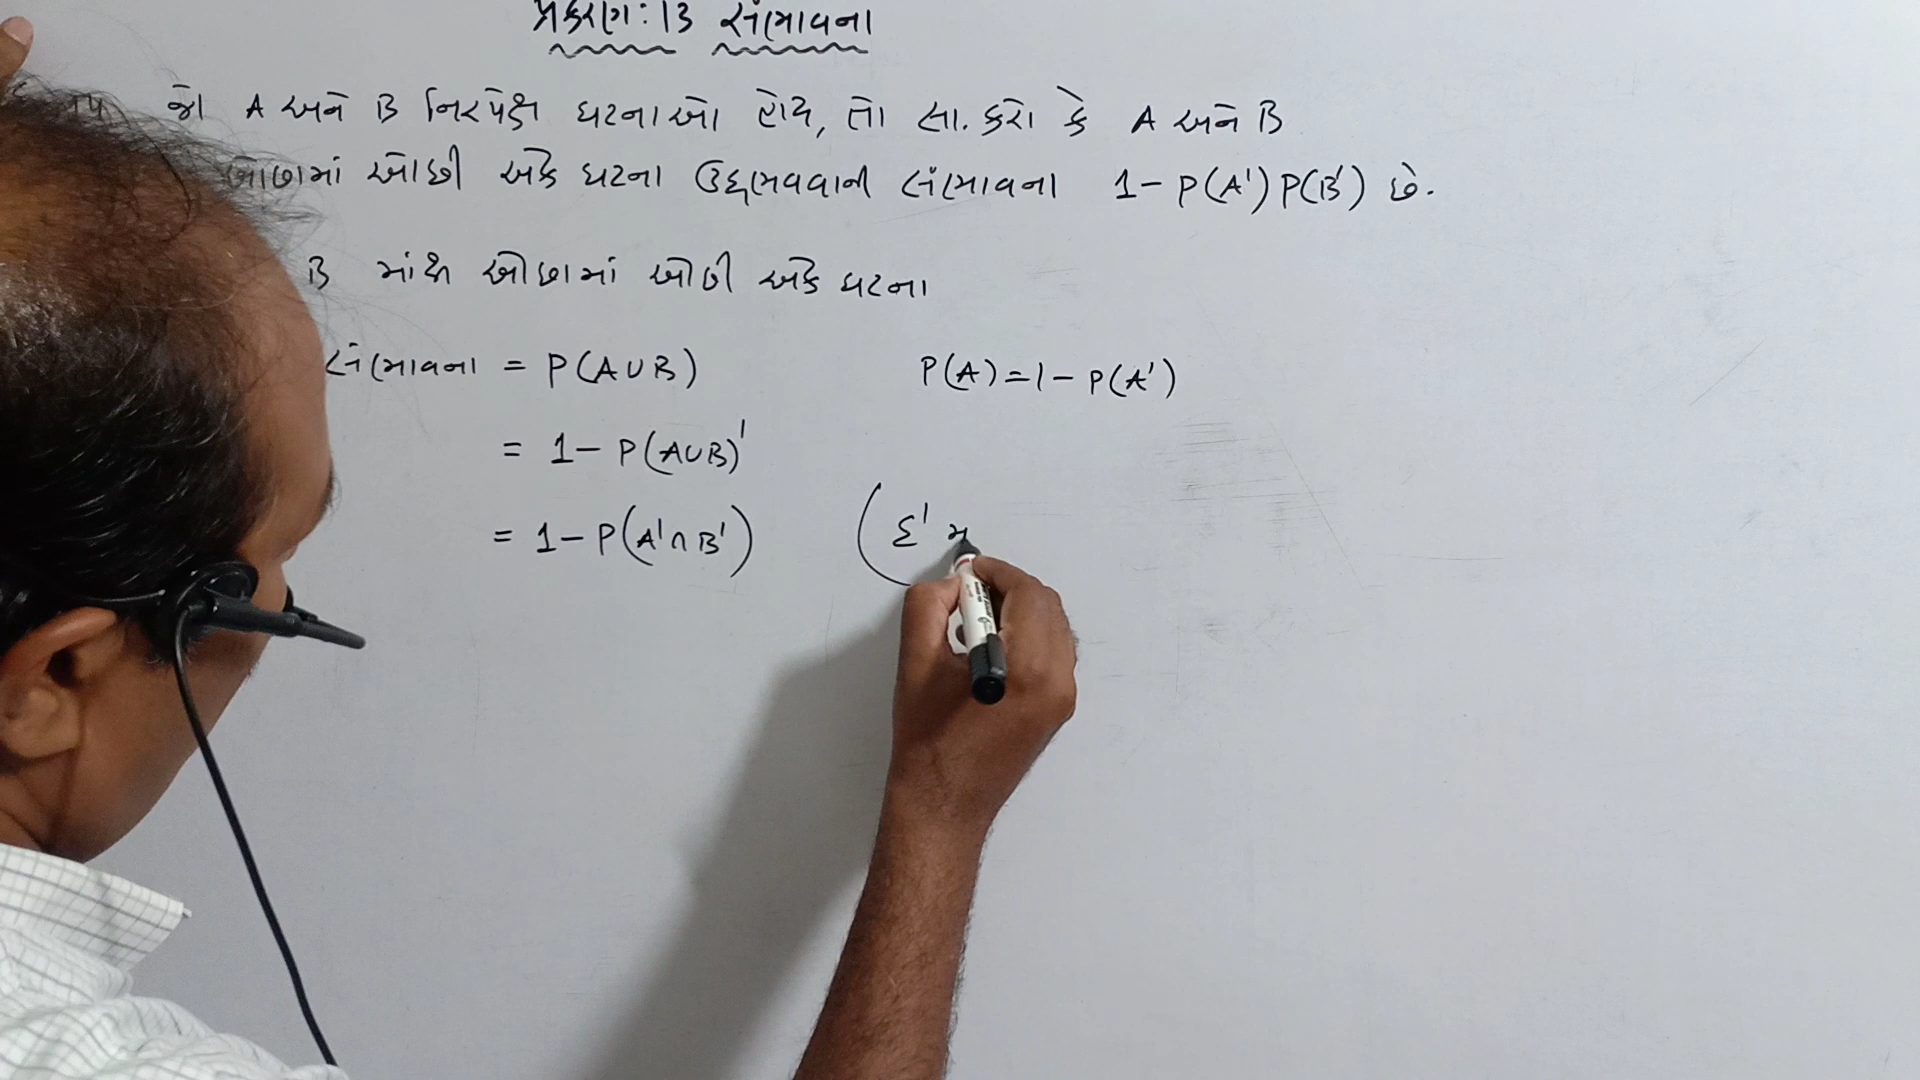 પ્રકરણ : 13 સંભાવના
જો A અને B નિરપેક્ષ ઘટનાઓ હોય, તો સા. કરો કે A અને B
ઓછામાં ઓછી એક ઘટના ઉદ્દભવવાની સંભાવના 1 - P(A') P(B') છે.
B માંથી ઓછામાં ઓછી એક ઘટના
સંભાવના = P(A∪B) P(A) = 1 - P(A')
= 1 - P(A∪B)'
= 1 - P(A'∩B') (દ' મ